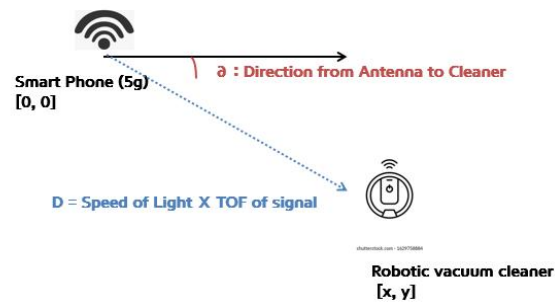 ∂ : Direction from Antenna to Cleaner
Smart Phone (5g)
[0, 0]
D = Speed of Light X TOF of signal
shutterstock.com · 1629758884
Robotic vacuum cleaner
[x, y]